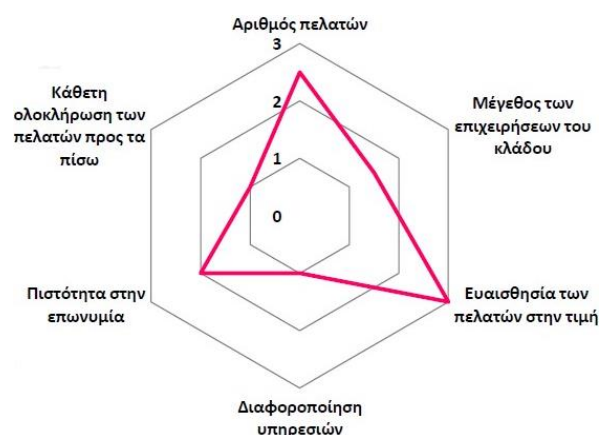 Αριθμός πελατών
3
2
1
0
Μέγεθος των
επιχειρήσεων του
κλάδου
Ευαισθησία των
πελατών στην τιμή
Διαφοροποίηση
υπηρεσιών
Πιστότητα στην
επωνυμία
Κάθετη
ολοκλήρωση των
πελατών προς τα
πίσω